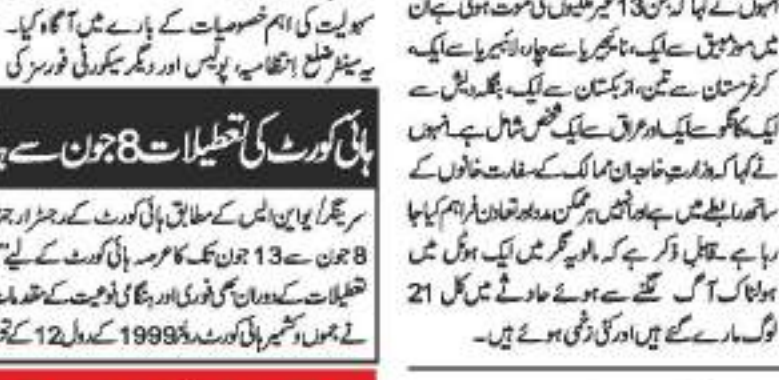 انہوں نے کہا کہ جن 13 غیر ملکیوں کی موت ہوئی ہے ان
میں موزمبیق سے ایک، نائیجیریا سے چار، لائبیریا سے ایک،
کرغزستان سے تین، ازبکستان سے ایک، بنگلہ دیش سے
ایک، کانگو سے ایک اور عراق سے ایک شخص شامل ہے۔ انہوں
نے کہا کہ وزارت خارجہ ان ممالک کے سفارت خانوں کے
ساتھ رابطے میں ہے اور انہیں ہر ممکن مدد اور تعاون فراہم کیا جا
رہا ہے۔ قابل ذکر ہے کہ مالویہ نگر میں ایک ہوٹل میں
ہولناک آگ لگنے سے ہوئے حادثے میں کل 21
لوگ مارے گئے ہیں اور کئی زخمی ہوئے ہیں۔
سہولیت کی اہم خصوصیات کے بارے میں آگاہ کیا۔
یہ سینٹر ضلع انتظامیہ، پولیس اور دیگر سیکورٹی فورسز کی
ہائی کورٹ کی تعطیلات 8 جون سے
سرینگر/ یو این ایس کے مطابق ہائی کورٹ کے رجسٹرار
8 جون سے 13 جون تک کا عرصہ ہائی کورٹ کے لیے
تعطیلات کے دوران بھی فوری اور ہنگامی نوعیت کے مقدمات
نے جموں و کشمیر ہائی کورٹ رولز 1999 کے رول 12 کے